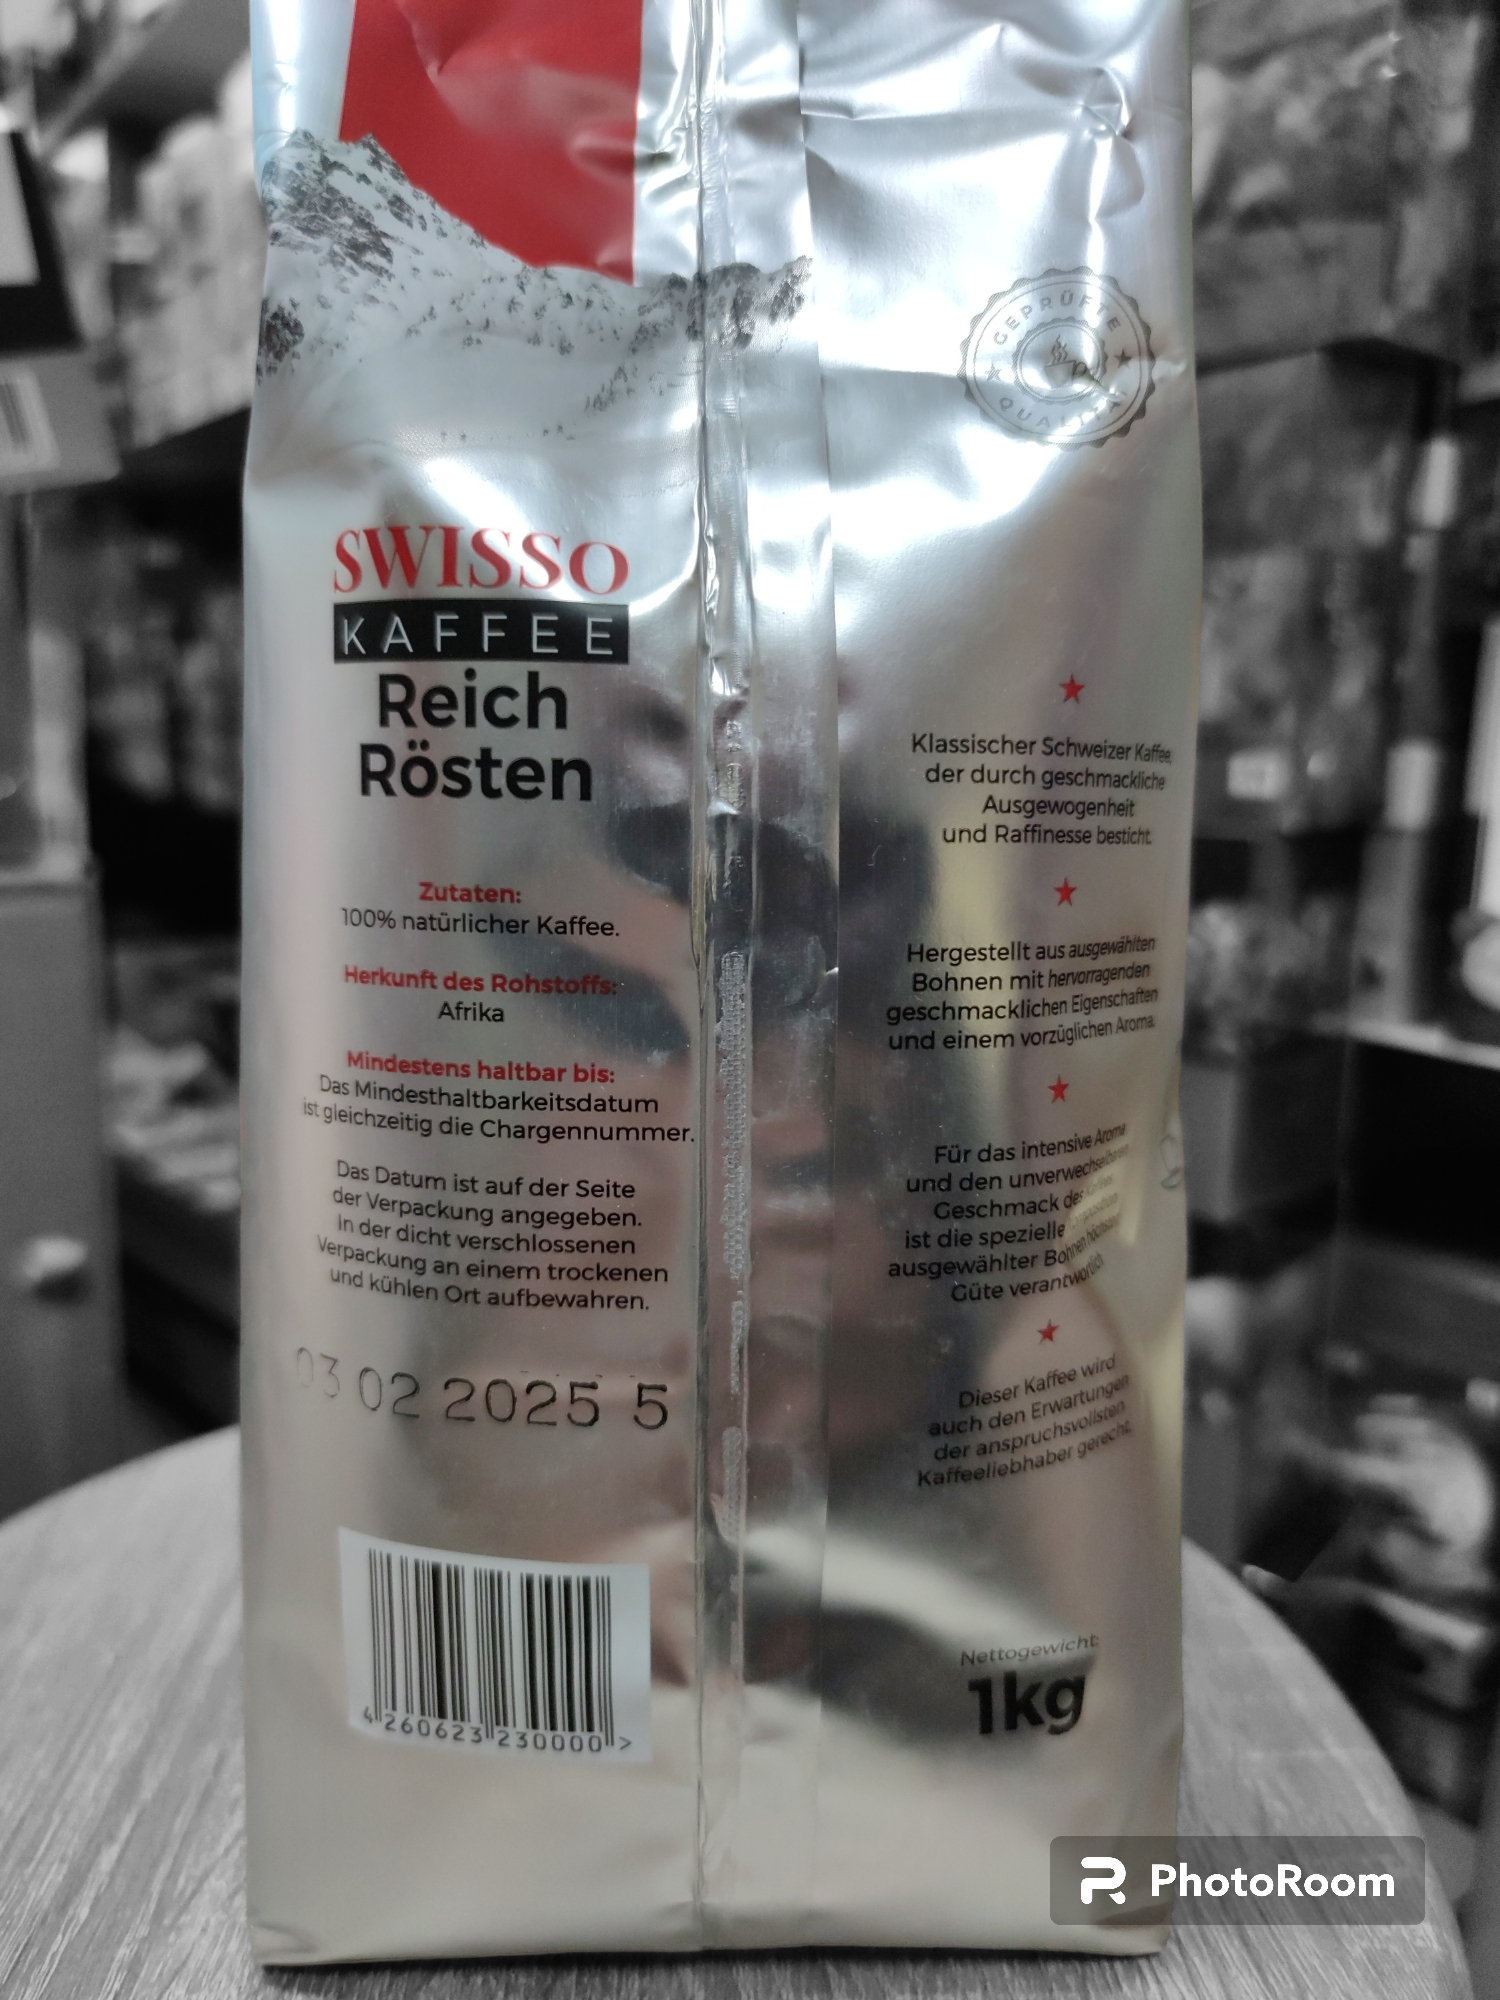 GEPRÜFTE
QUALITÄT
SWISSO
KAFFEE
Reich
Rösten
Zutaten:
100% natürlicher Kaffee.
Herkunft des Rohstoffs:
Afrika
Mindestens haltbar bis:
Das Mindesthaltbarkeitsdatum
ist gleichzeitig die Chargennummer.
Das Datum ist auf der Seite
der Verpackung angegeben.
In der dicht verschlossenen
Verpackung an einem trockenen
und kühlen Ort aufbewahren.
03 02 2025 5
4 260623 230000 >
Klassischer Schweizer Kaffee,
der durch geschmackliche
Ausgewogenheit
und Raffinesse besticht.
Hergestellt aus ausgewählten
Bohnen mit hervorragenden
geschmacklichen Eigenschaften
und einem vorzüglichen Aroma.
Für das intensive Aroma
und den unverwechselbaren
Geschmack des Kaffees
ist die spezielle
ausgewählter Bohnen höchster
Güte verantwortlich.
Dieser Kaffee wird
auch den Erwartungen
der anspruchsvollsten
Kaffeeliebhaber gerecht.
Nettogewicht:
1kg
PhotoRoom